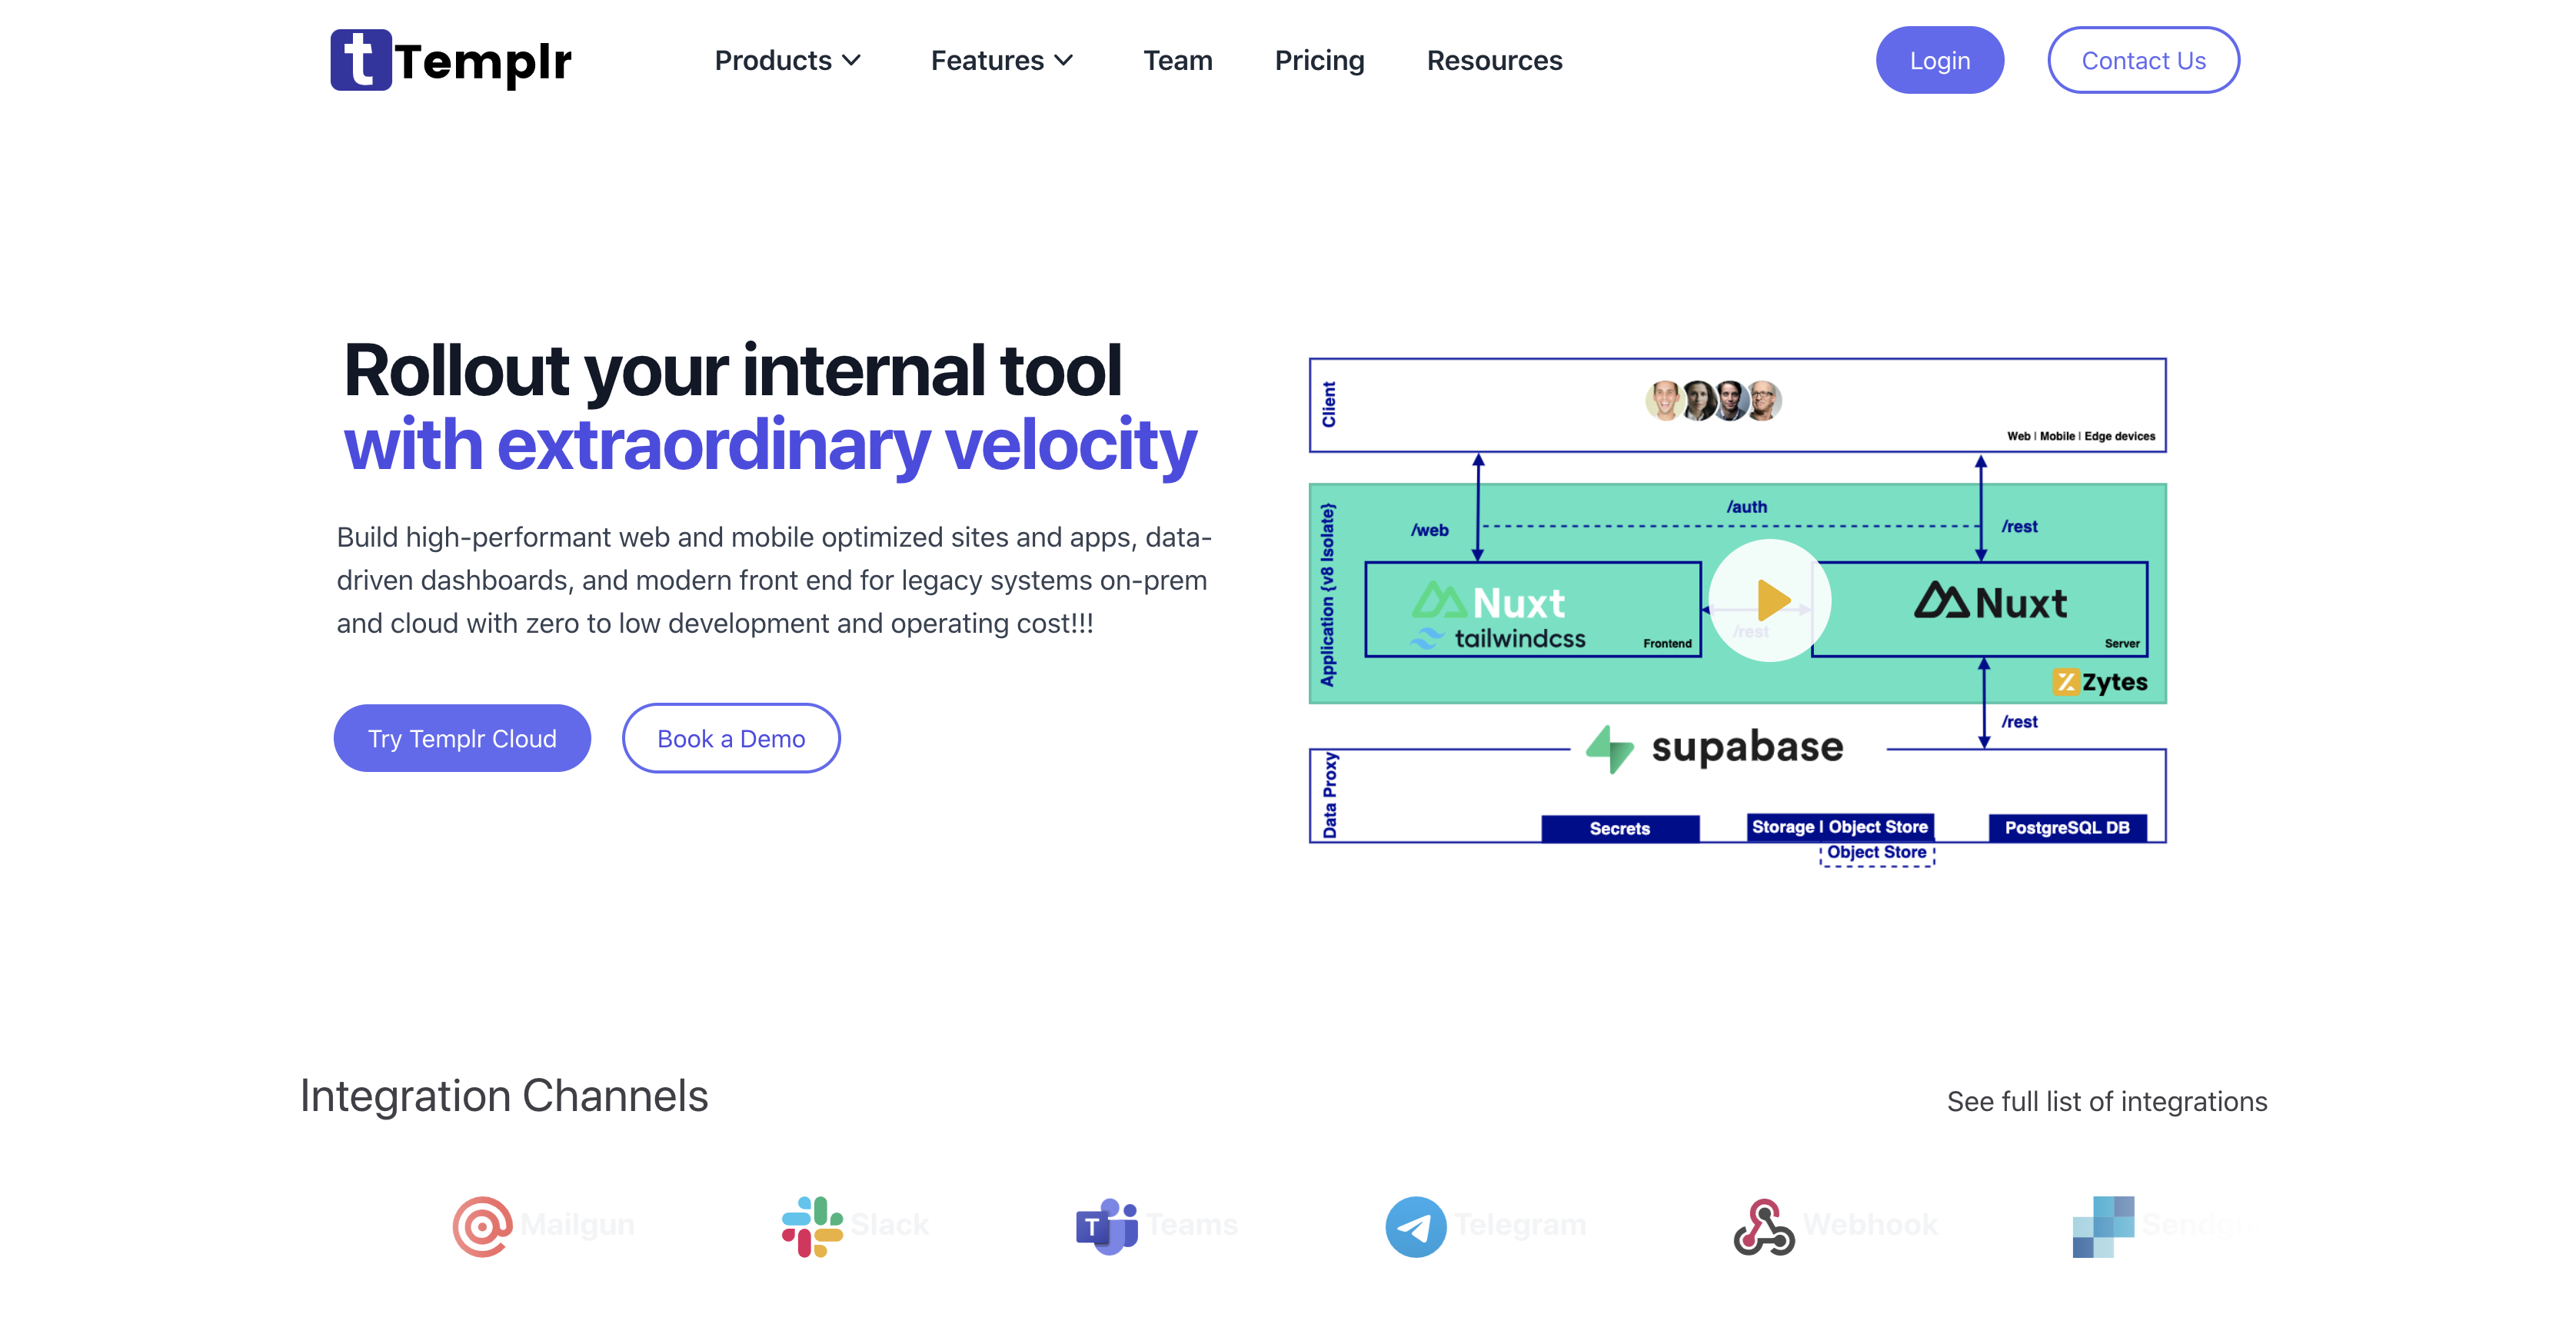 t Templr
Products
Features
Team
Pricing
Resources
Login
Contact Us
Rollout your internal tool
with extraordinary velocity
Build high-performant web and mobile optimized sites and apps, data-
driven dashboards, and modern front end for legacy systems on-prem
and cloud with zero to low development and operating cost!!!
Try Templr Cloud
Book a Demo
Client
Web | Mobile | Edge devices
Application {v8 Isolate}
/auth
/web
/rest
Nuxt
tailwindcss
Frontend
/rest
Nuxt
Server
Zytes
/rest
supabase
Data Proxy
Secrets
Storage | Object Store
PostgreSQL DB
Object Store
Integration Channels
See full list of integrations
Mailgun
Slack
T Teams
Telegram
Webhook